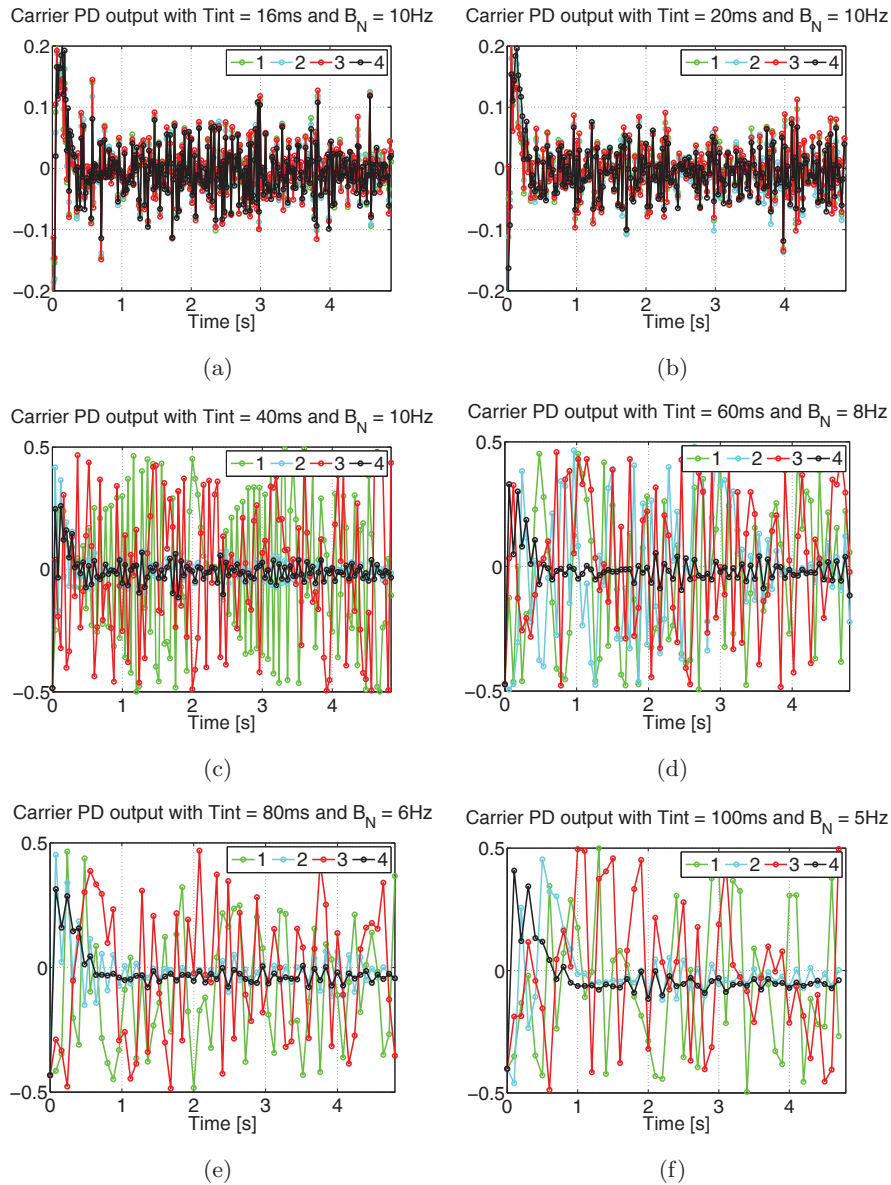 Carrier PD output with Tint = 16ms and B_N = 10Hz
0.2
0.1
0
−0.1
−0.2
1 2 3 4
0 1 2 3 4
Time [s]
(a)
Carrier PD output with Tint = 20ms and B_N = 10Hz
0.2
0.1
0
−0.1
−0.2
1 2 3 4
0 1 2 3 4
Time [s]
(b)
Carrier PD output with Tint = 40ms and B_N = 10Hz
0.5
0
−0.5
1 2 3 4
0 1 2 3 4
Time [s]
(c)
Carrier PD output with Tint = 60ms and B_N = 8Hz
0.5
0
−0.5
1 2 3 4
0 1 2 3 4
Time [s]
(d)
Carrier PD output with Tint = 80ms and B_N = 6Hz
0.5
0
−0.5
1 2 3 4
0 1 2 3 4
Time [s]
(e)
Carrier PD output with Tint = 100ms and B_N = 5Hz
0.5
0
−0.5
1 2 3 4
0 1 2 3 4
Time [s]
(f)